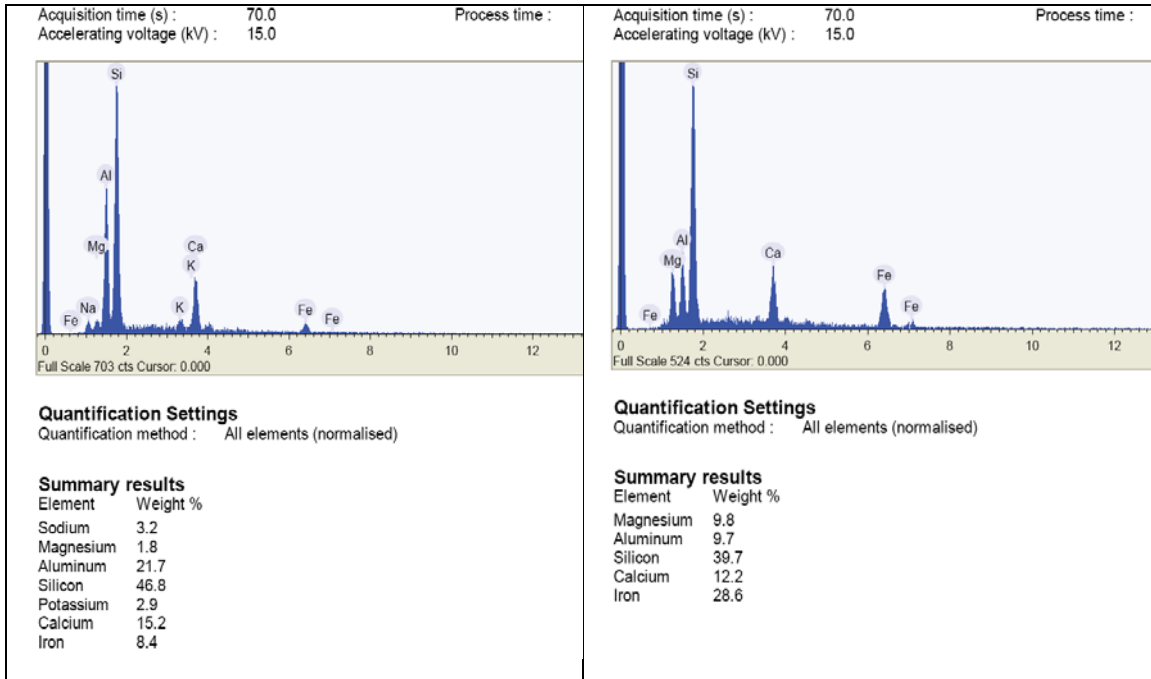 Acquisition time (s) : 70.0 Process time :
Accelerating voltage (kV) : 15.0
Si
Al
Mg
Ca
K
Na
Fe
K
Fe
Fe
0 2 4 6 8 10 12
Full Scale 703 cts Cursor: 0.000
Quantification Settings
Quantification method : All elements (normalised)
Summary results
Element Weight %
Sodium 3.2
Magnesium 1.8
Aluminum 21.7
Silicon 46.8
Potassium 2.9
Calcium 15.2
Iron 8.4
Acquisition time (s) : 70.0 Process time :
Accelerating voltage (kV) : 15.0
Si
Al
Mg
Ca
Fe
Fe
Fe
0 2 4 6 8 10 12
Full Scale 524 cts Cursor: 0.000
Quantification Settings
Quantification method : All elements (normalised)
Summary results
Element Weight %
Magnesium 9.8
Aluminum 9.7
Silicon 39.7
Calcium 12.2
Iron 28.6